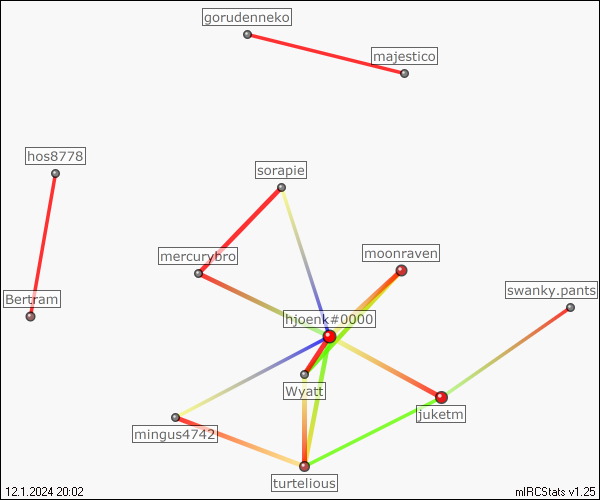 gorudenneko
majestico
hos8778
sorapie
mercurybro
moonraven
swanky.pants
Bertram
hjoenk#0000
Wyatt
juketm
mingus4742
turtelious
12.1.2024 20:02
mIRCStats v1.25